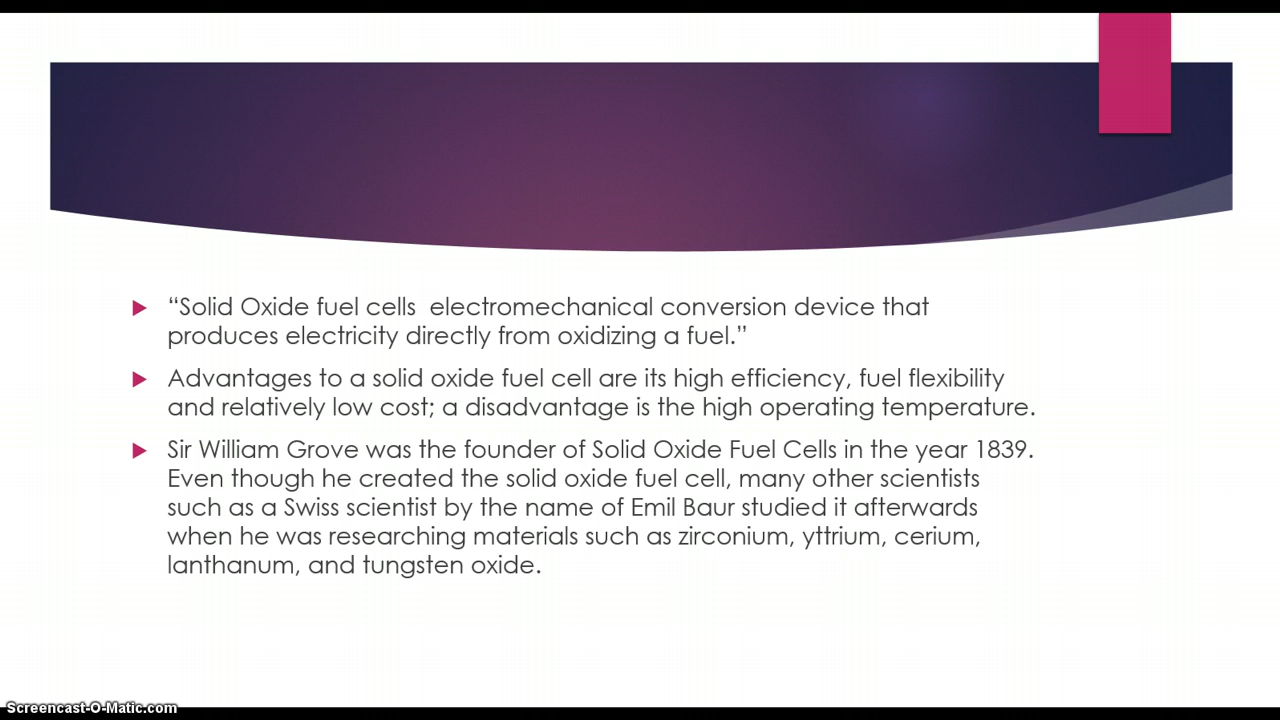 “Solid Oxide fuel cells  electromechanical conversion device that
produces electricity directly from oxidizing a fuel.”
Advantages to a solid oxide fuel cell are its high efficiency, fuel flexibility
and relatively low cost; a disadvantage is the high operating temperature.
Sir William Grove was the founder of Solid Oxide Fuel Cells in the year 1839.
Even though he created the solid oxide fuel cell, many other scientists
such as a Swiss scientist by the name of Emil Baur studied it afterwards
when he was researching materials such as zirconium, yttrium, cerium,
lanthanum, and tungsten oxide.
Screencast-O-Matic.com